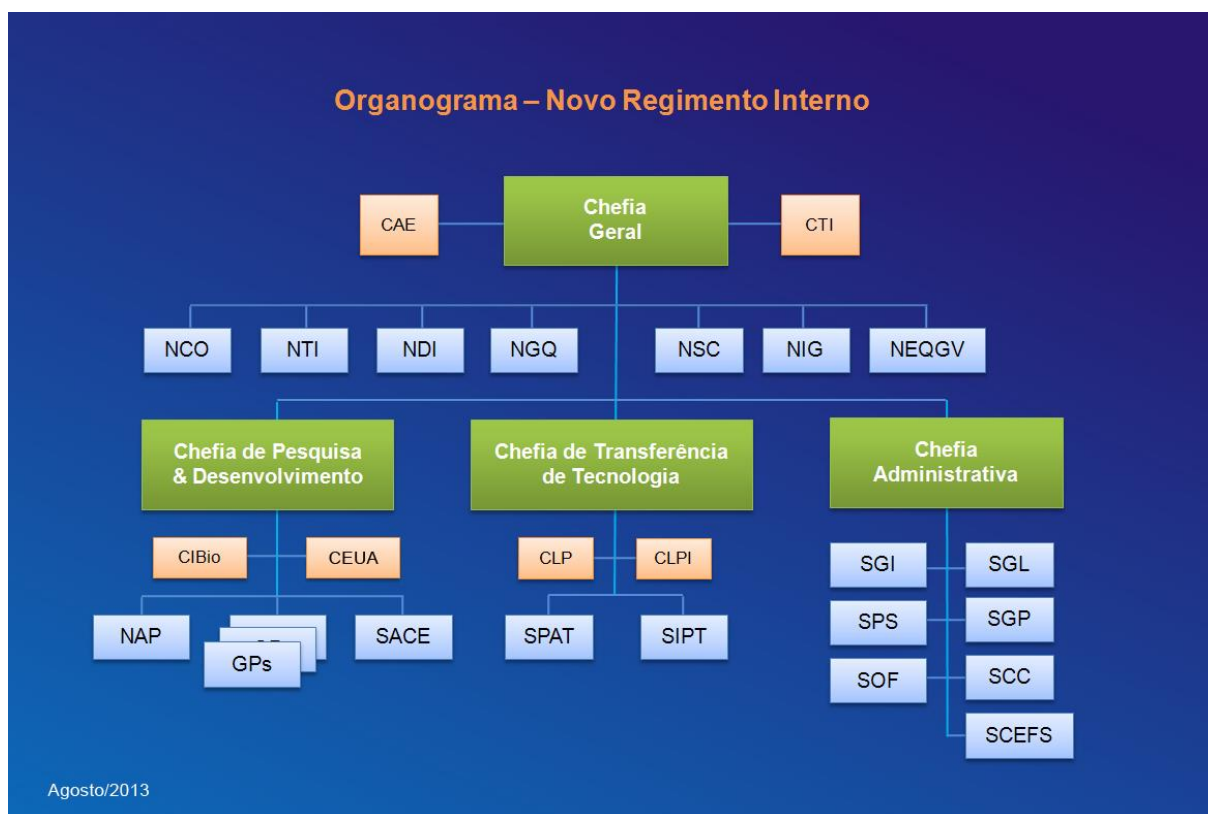 Organograma – Novo Regimento Interno
CAE
Chefia
Geral
CTI
NCO
NTI
NDI
NGQ
NSC
NIG
NEQGV
Chefia de Pesquisa
& Desenvolvimento
Chefia de Transferência
de Tecnologia
Chefia
Administrativa
CIBio
CEUA
CLP
CLPI
SGI
SGL
NAP
GPs
SACE
SPAT
SIPT
SPS
SGP
SOF
SCC
SCEFS
Agosto/2013